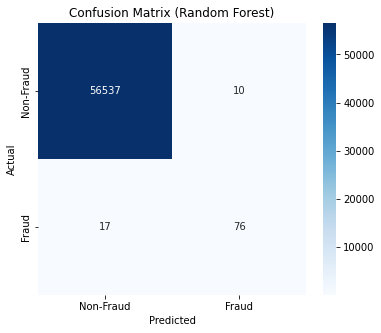 Confusion Matrix (Random Forest)
Non-Fraud
56537 10
Fraud
17 76
Actual
Non-Fraud Fraud
Predicted
50000
40000
30000
20000
10000